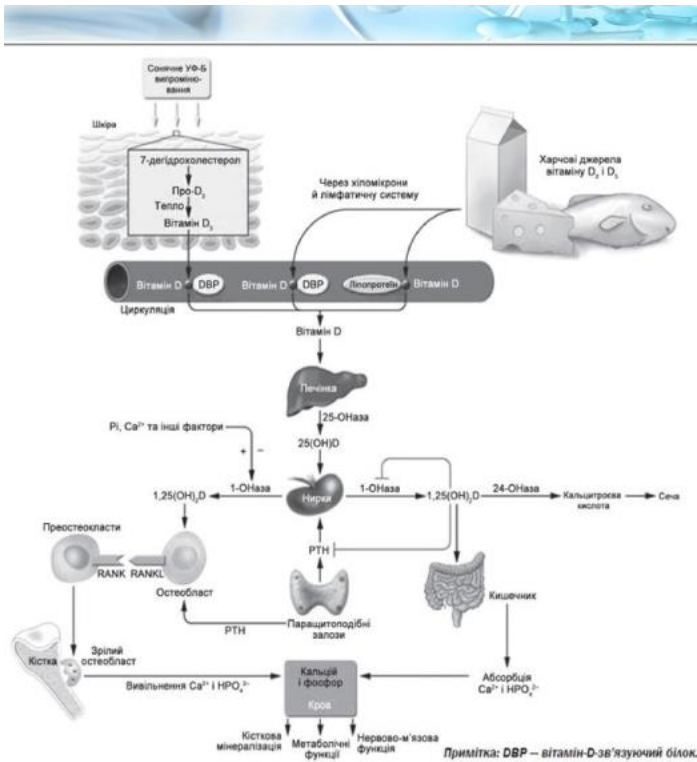 Сонячне УФ-Б
випроміню-
вання
Шкіра
7-дегідрохолестерол
Про-D₃
Тепло
Вітамін D₃
Через хіломікрони
й лімфатичну систему
Харчові джерела
вітаміну D₂ і D₃
Вітамін D
DBP
Вітамін D
DBP
Ліпопротеїн
Вітамін D
Циркуляція
Вітамін D
Печінка
25-ОНаза
25(OH)D
Рі, Са²⁺ та інші фактори
+ −
1,25(OH)₂D
1-ОНаза
Нирки
1-ОНаза
1,25(OH)₂D
24-ОНаза
Кальцитроєва
кислота
Сеча
Преостеокласти
RANK
RANKL
Остеобласт
PTH
PTH
Паращитоподібні
залози
Кишечник
Кістка
Зрілий
остеобласт
Вивільнення Са²⁺ і HPO₄²⁻
Кальцій
і фосфор
Кров
Абсорбція
Са²⁺ і HPO₄²⁻
Кісткова
мінералізація
Метаболічні
функції
Нервово-м'язова
функція
Примітка: DBP — вітамін-D-зв'язуючий білок.